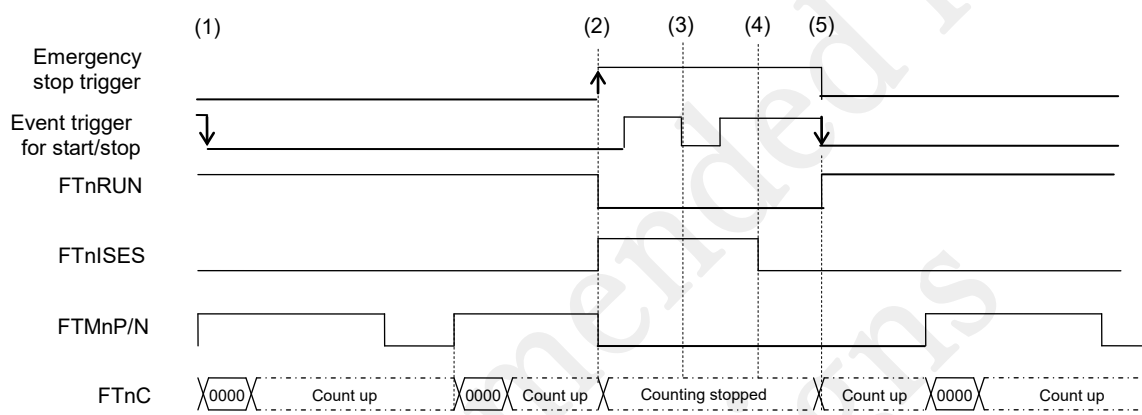 (1) (2) (3) (4) (5)
Emergency
stop trigger
Event trigger
for start/stop
FTnRUN
FTnISES
FTMnP/N
FTnC 0000 Count up 0000 Count up Counting stopped Count up 0000 Count up